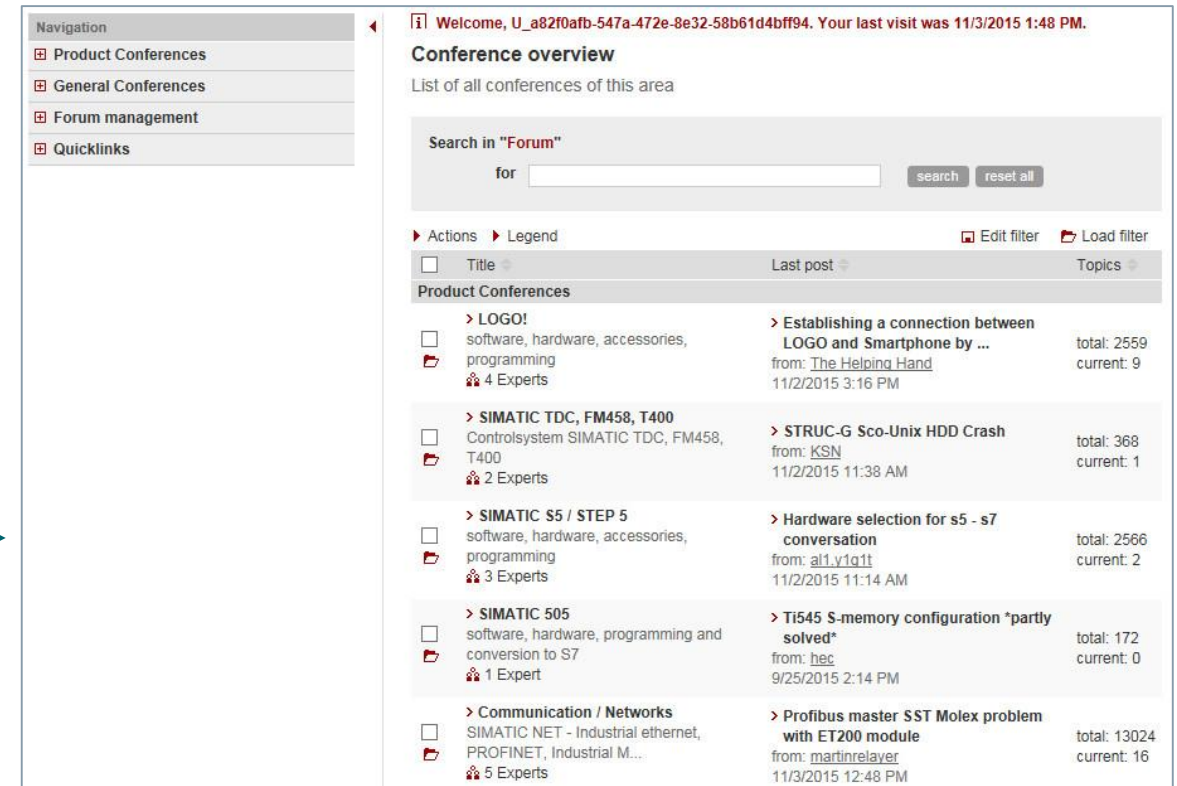 Navigation
Product Conferences
General Conferences
Forum management
Quicklinks
Welcome, U_a82f0afb-547a-472e-8e32-58b61d4bff94. Your last visit was 11/3/2015 1:48 PM.
Conference overview
List of all conferences of this area
Search in "Forum"
for
search reset all
Actions Legend Edit filter Load filter
Title Last post Topics
Product Conferences
LOGO!
software, hardware, accessories,
programming
4 Experts
Establishing a connection between
LOGO and Smartphone by ...
from: The Helping Hand
11/2/2015 3:16 PM
total: 2559
current: 9
SIMATIC TDC, FM458, T400
Controlsystem SIMATIC TDC, FM458,
T400
2 Experts
STRUC-G Sco-Unix HDD Crash
from: KSN
11/2/2015 11:38 AM
total: 368
current: 1
SIMATIC S5 / STEP 5
software, hardware, accessories,
programming
3 Experts
Hardware selection for s5 - s7
conversation
from: al1.y1g1t
11/2/2015 11:14 AM
total: 2566
current: 2
SIMATIC 505
software, hardware, programming and
conversion to S7
1 Expert
Ti545 S-memory configuration *partly
solved*
from: hec
9/25/2015 2:14 PM
total: 172
current: 0
Communication / Networks
SIMATIC NET - Industrial ethernet,
PROFINET, Industrial M...
5 Experts
Profibus master SST Molex problem
with ET200 module
from: martinrelayer
11/3/2015 12:48 PM
total: 13024
current: 16